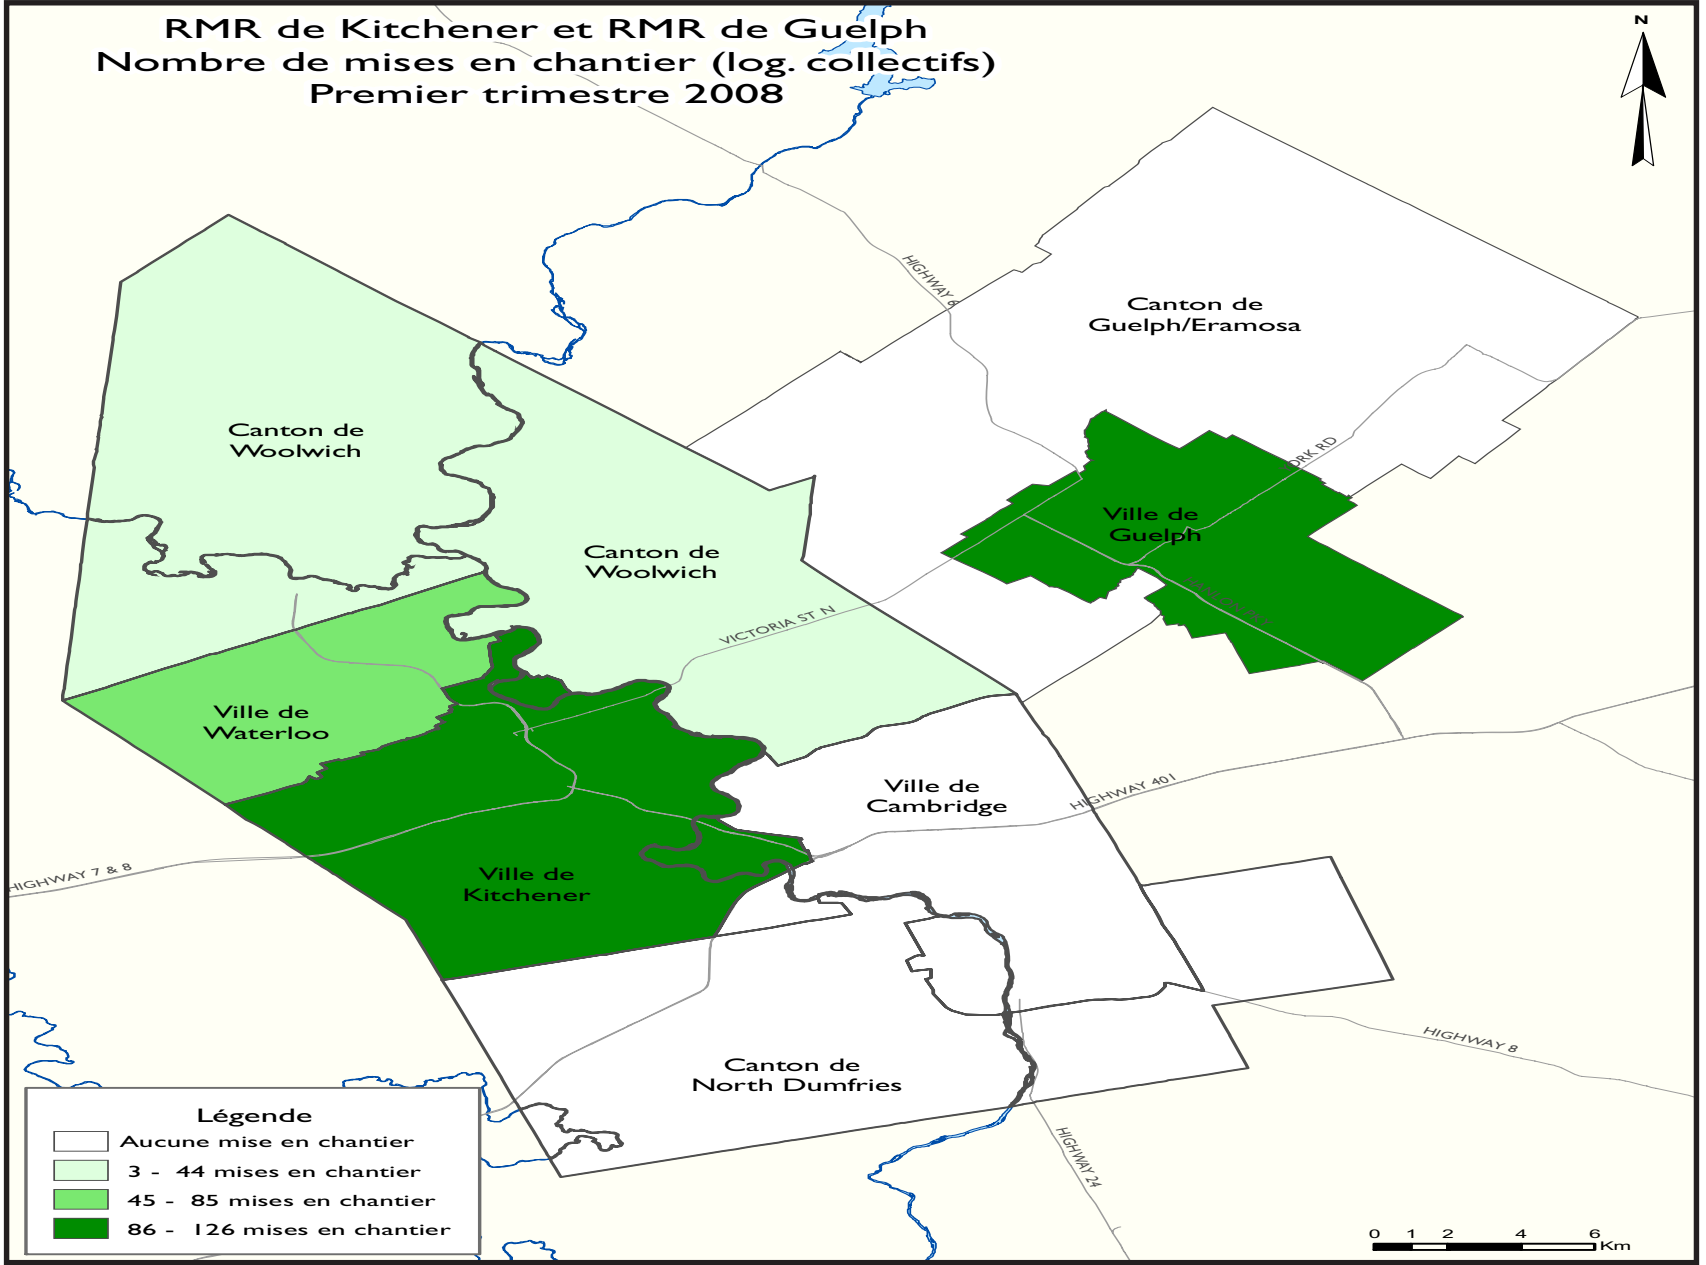 RMR de Kitchener et RMR de Guelph
Nombre de mises en chantier (log. collectifs)
Premier trimestre 2008
N
HIGHWAY 6
Canton de
Guelph/Eramosa
Canton de
Woolwich
YORK RD
Ville de
Guelph
Canton de
Woolwich
VICTORIA ST N
Ville de
Waterloo
Ville de
Cambridge
HIGHWAY 401
HIGHWAY 7 & 8
Ville de
Kitchener
HIGHWAY 8
Canton de
North Dumfries
HIGHWAY 24
Légende
Aucune mise en chantier
3 - 44 mises en chantier
45 - 85 mises en chantier
86 - 126 mises en chantier
0 1 2 4 6
Km